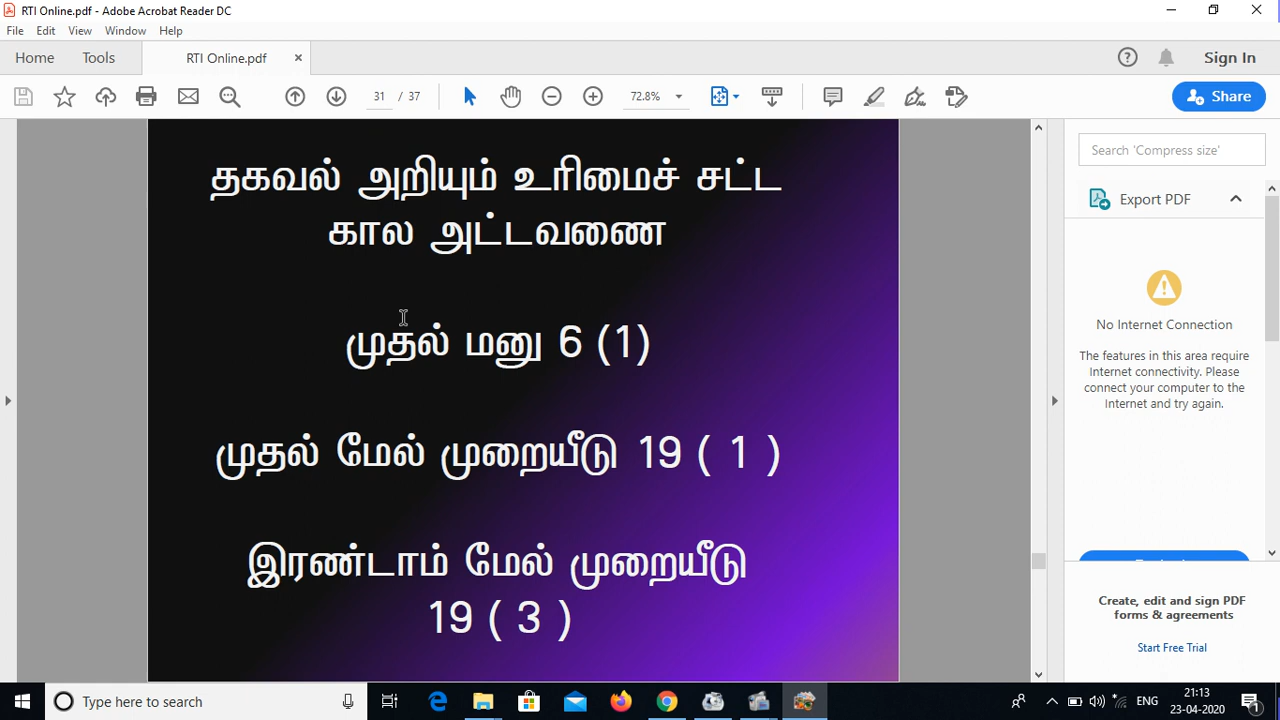 RTI Online.pdf - Adobe Acrobat Reader DC
File Edit View Window Help
Home Tools RTI Online.pdf × Sign In
31 / 37 72.8% Share
தகவல் அறியும் உரிமைச் சட்ட
கால அட்டவணை
முதல் மனு 6 (1)
முதல் மேல் முறையீடு 19 ( 1 )
இரண்டாம் மேல் முறையீடு
19 ( 3 )
Search 'Compress size'
Export PDF
No Internet Connection
The features in this area require
Internet connectivity. Please
connect your computer to the
Internet and try again.
Create, edit and sign PDF
forms & agreements
Start Free Trial
Type here to search
ENG
21:13
23-04-2020
1